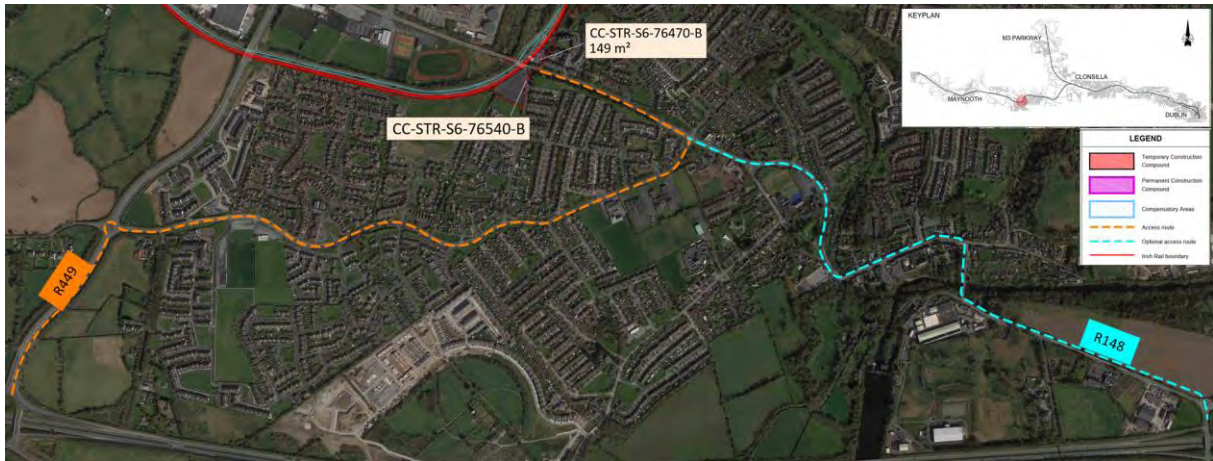 CC-STR-S6-76470-B
149 m²
CC-STR-S6-76540-B
R449
R148
KEYPLAN
M3 PARKWAY
CLONSILLA
MAYNOOTH
DUBLIN
LEGEND
Temporary Construction
Compound
Permanent Construction
Compound
Compensatory Areas
Access route
Optional access route
Irish Rail boundary